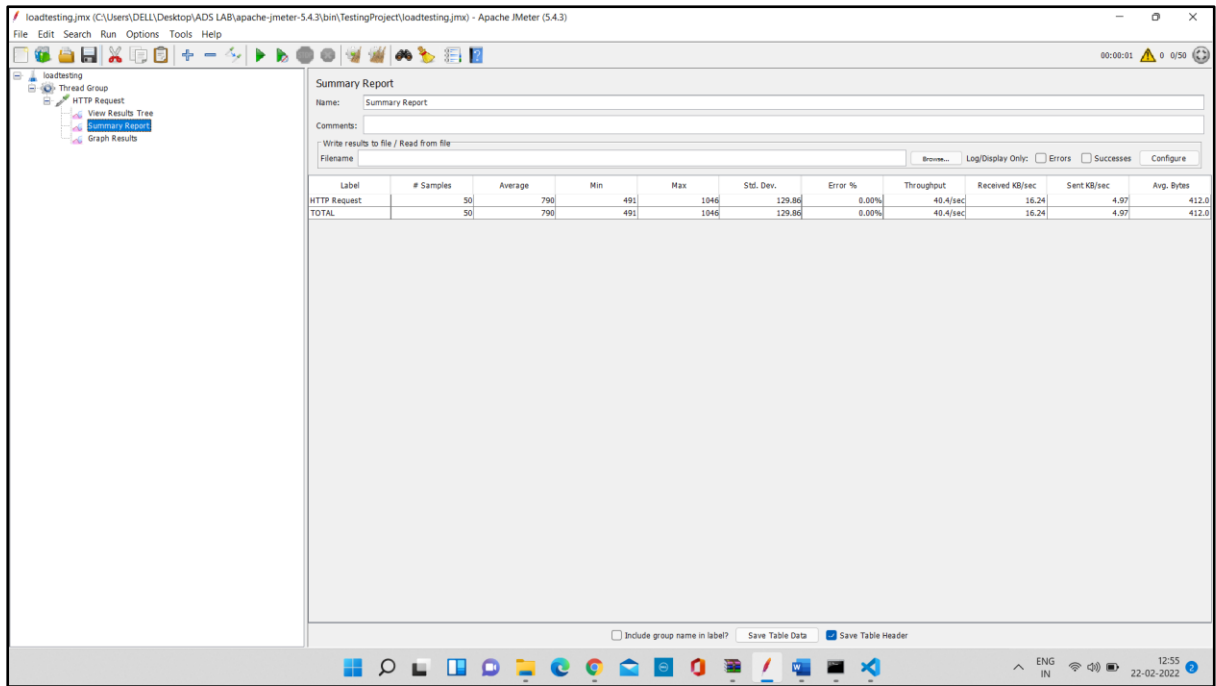 loadtesting.jmx (C:\Users\DELL\Desktop\ADS LAB\apache-jmeter-5.4.3\bin\TestingProject\loadtesting.jmx) - Apache JMeter (5.4.3)
File Edit Search Run Options Tools Help
00:00:01 0 0/50
loadtesting
Thread Group
HTTP Request
View Results Tree
Summary Report
Graph Results
Summary Report
Name: Summary Report
Comments:
Write results to file / Read from file
Filename Browse... Log/Display Only: Errors Successes Configure
Label # Samples Average Min Max Std. Dev. Error % Throughput Received KB/sec Sent KB/sec Avg. Bytes
HTTP Request 50 790 491 1046 129.86 0.00% 40.4/sec 16.24 4.97 412.0
TOTAL 50 790 491 1046 129.86 0.00% 40.4/sec 16.24 4.97 412.0
Include group name in label? Save Table Data Save Table Header
ENG
IN
12:55
22-02-2022
2